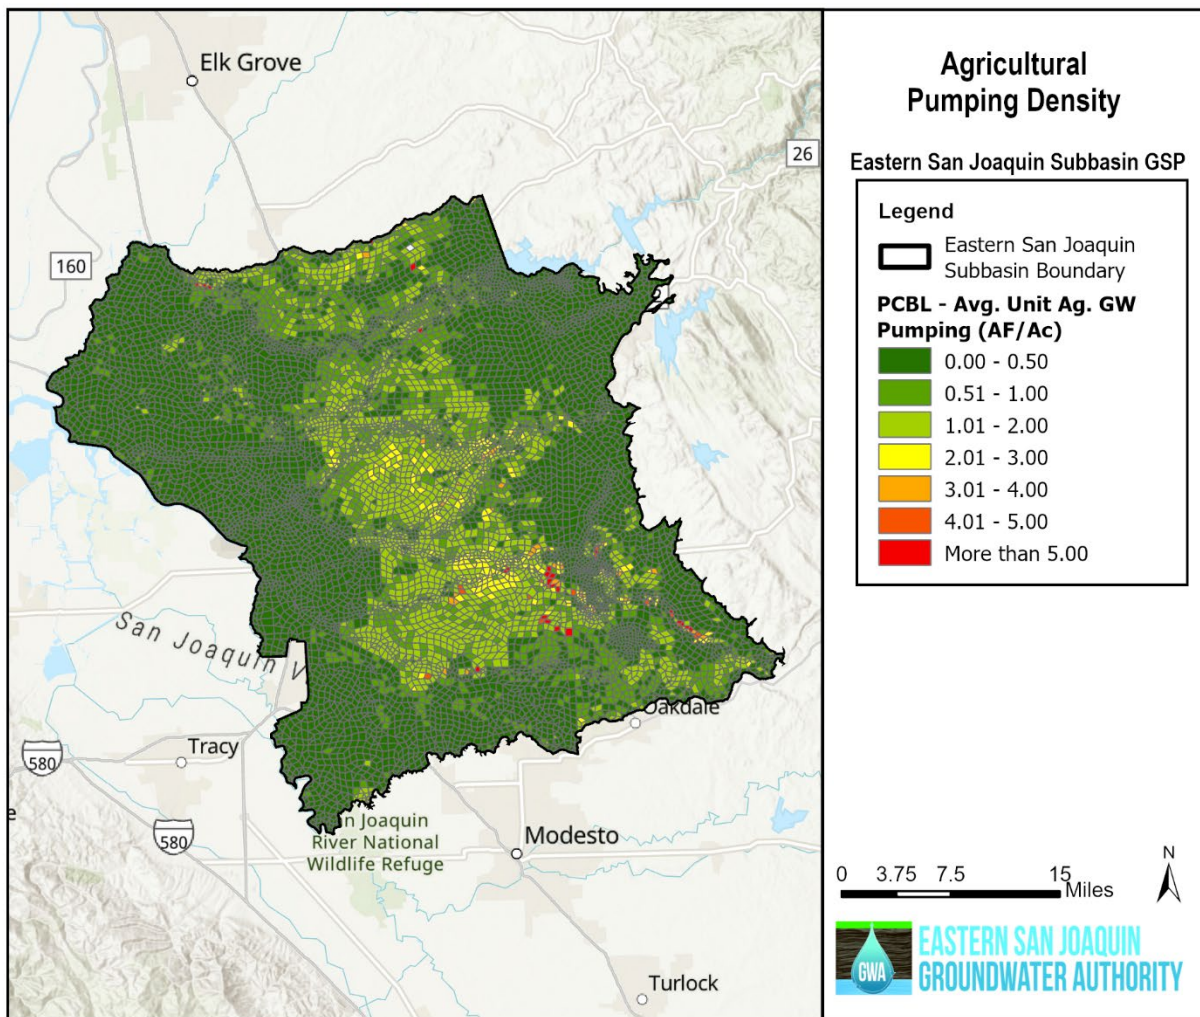 Elk Grove
26
160
San Joaquin V
Tracy
580
580
Oakdale
n Joaquin
River National
Wildlife Refuge
Modesto
Turlock
e
Agricultural
Pumping Density
Eastern San Joaquin Subbasin GSP
Legend
Eastern San Joaquin
Subbasin Boundary
PCBL - Avg. Unit Ag. GW
Pumping (AF/Ac)
0.00 - 0.50
0.51 - 1.00
1.01 - 2.00
2.01 - 3.00
3.01 - 4.00
4.01 - 5.00
More than 5.00
0 3.75 7.5 15
Miles
N
GWA
EASTERN SAN JOAQUIN
GROUNDWATER AUTHORITY